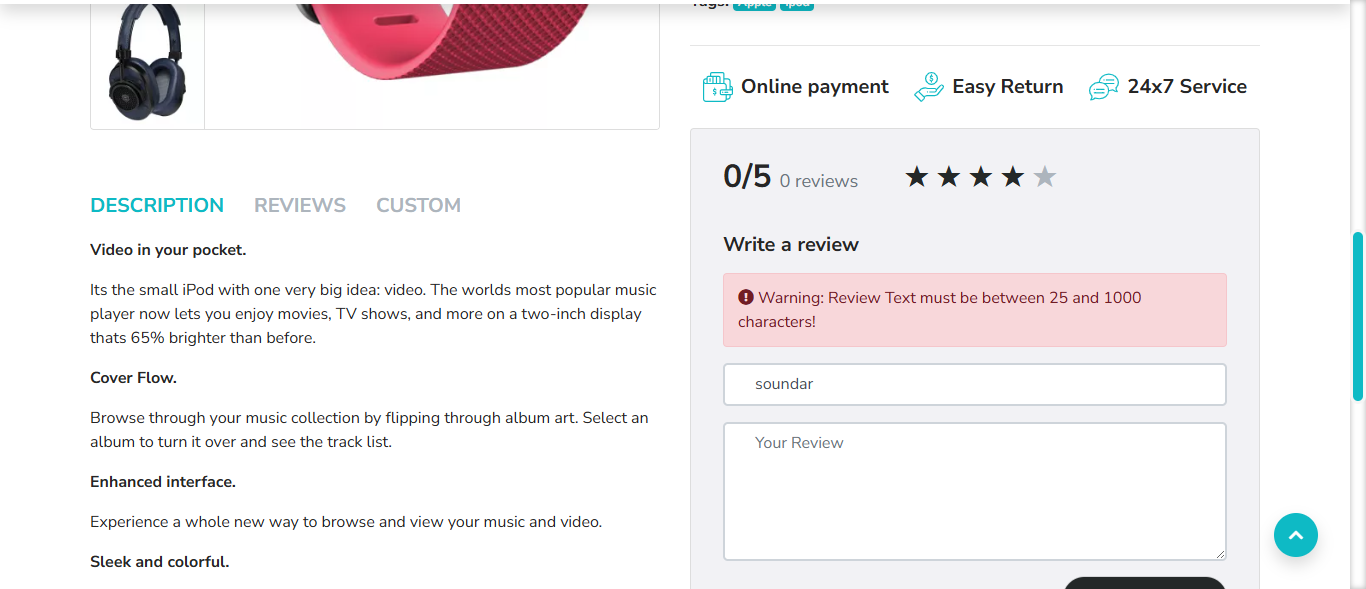 Tags: Apple Ipod
Online payment Easy Return 24x7 Service
0/5 0 reviews
DESCRIPTION REVIEWS CUSTOM
Write a review
Video in your pocket.
Warning: Review Text must be between 25 and 1000
characters!
Its the small iPod with one very big idea: video. The worlds most popular music
player now lets you enjoy movies, TV shows, and more on a two-inch display
thats 65% brighter than before.
Cover Flow.
soundar
Browse through your music collection by flipping through album art. Select an
album to turn it over and see the track list.
Your Review
Enhanced interface.
Experience a whole new way to browse and view your music and video.
Sleek and colorful.